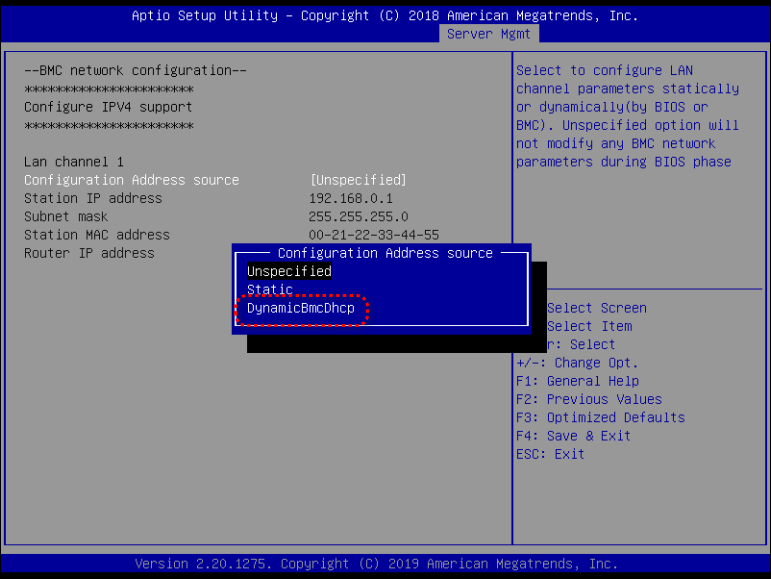 Aptio Setup Utility – Copyright (C) 2018 American Megatrends, Inc.
Server Mgmt
--BMC network configuration--
**********************
Configure IPV4 support
**********************
Lan channel 1
Configuration Address source [Unspecified]
Station IP address 192.168.0.1
Subnet mask 255.255.255.0
Station MAC address 00-21-22-33-44-55
Router IP address
Configuration Address source
Unspecified
Static
DynamicBmcDhcp
Select to configure LAN
channel parameters statically
or dynamically(by BIOS or
BMC). Unspecified option will
not modify any BMC network
parameters during BIOS phase
Select Screen
Select Item
r: Select
+/-: Change Opt.
F1: General Help
F2: Previous Values
F3: Optimized Defaults
F4: Save & Exit
ESC: Exit
Version 2.20.1275. Copyright (C) 2019 American Megatrends, Inc.